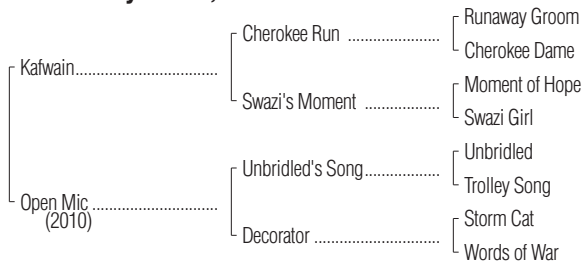 Runaway Groom
Cherokee Run ....................
Cherokee Dame
Kafwain................................
Moment of Hope
Swazi's Moment ................
Swazi Girl
Unbridled
Unbridled's Song.................
Trolley Song
Open Mic ............................
(2010)
Storm Cat
Decorator ............................
Words of War